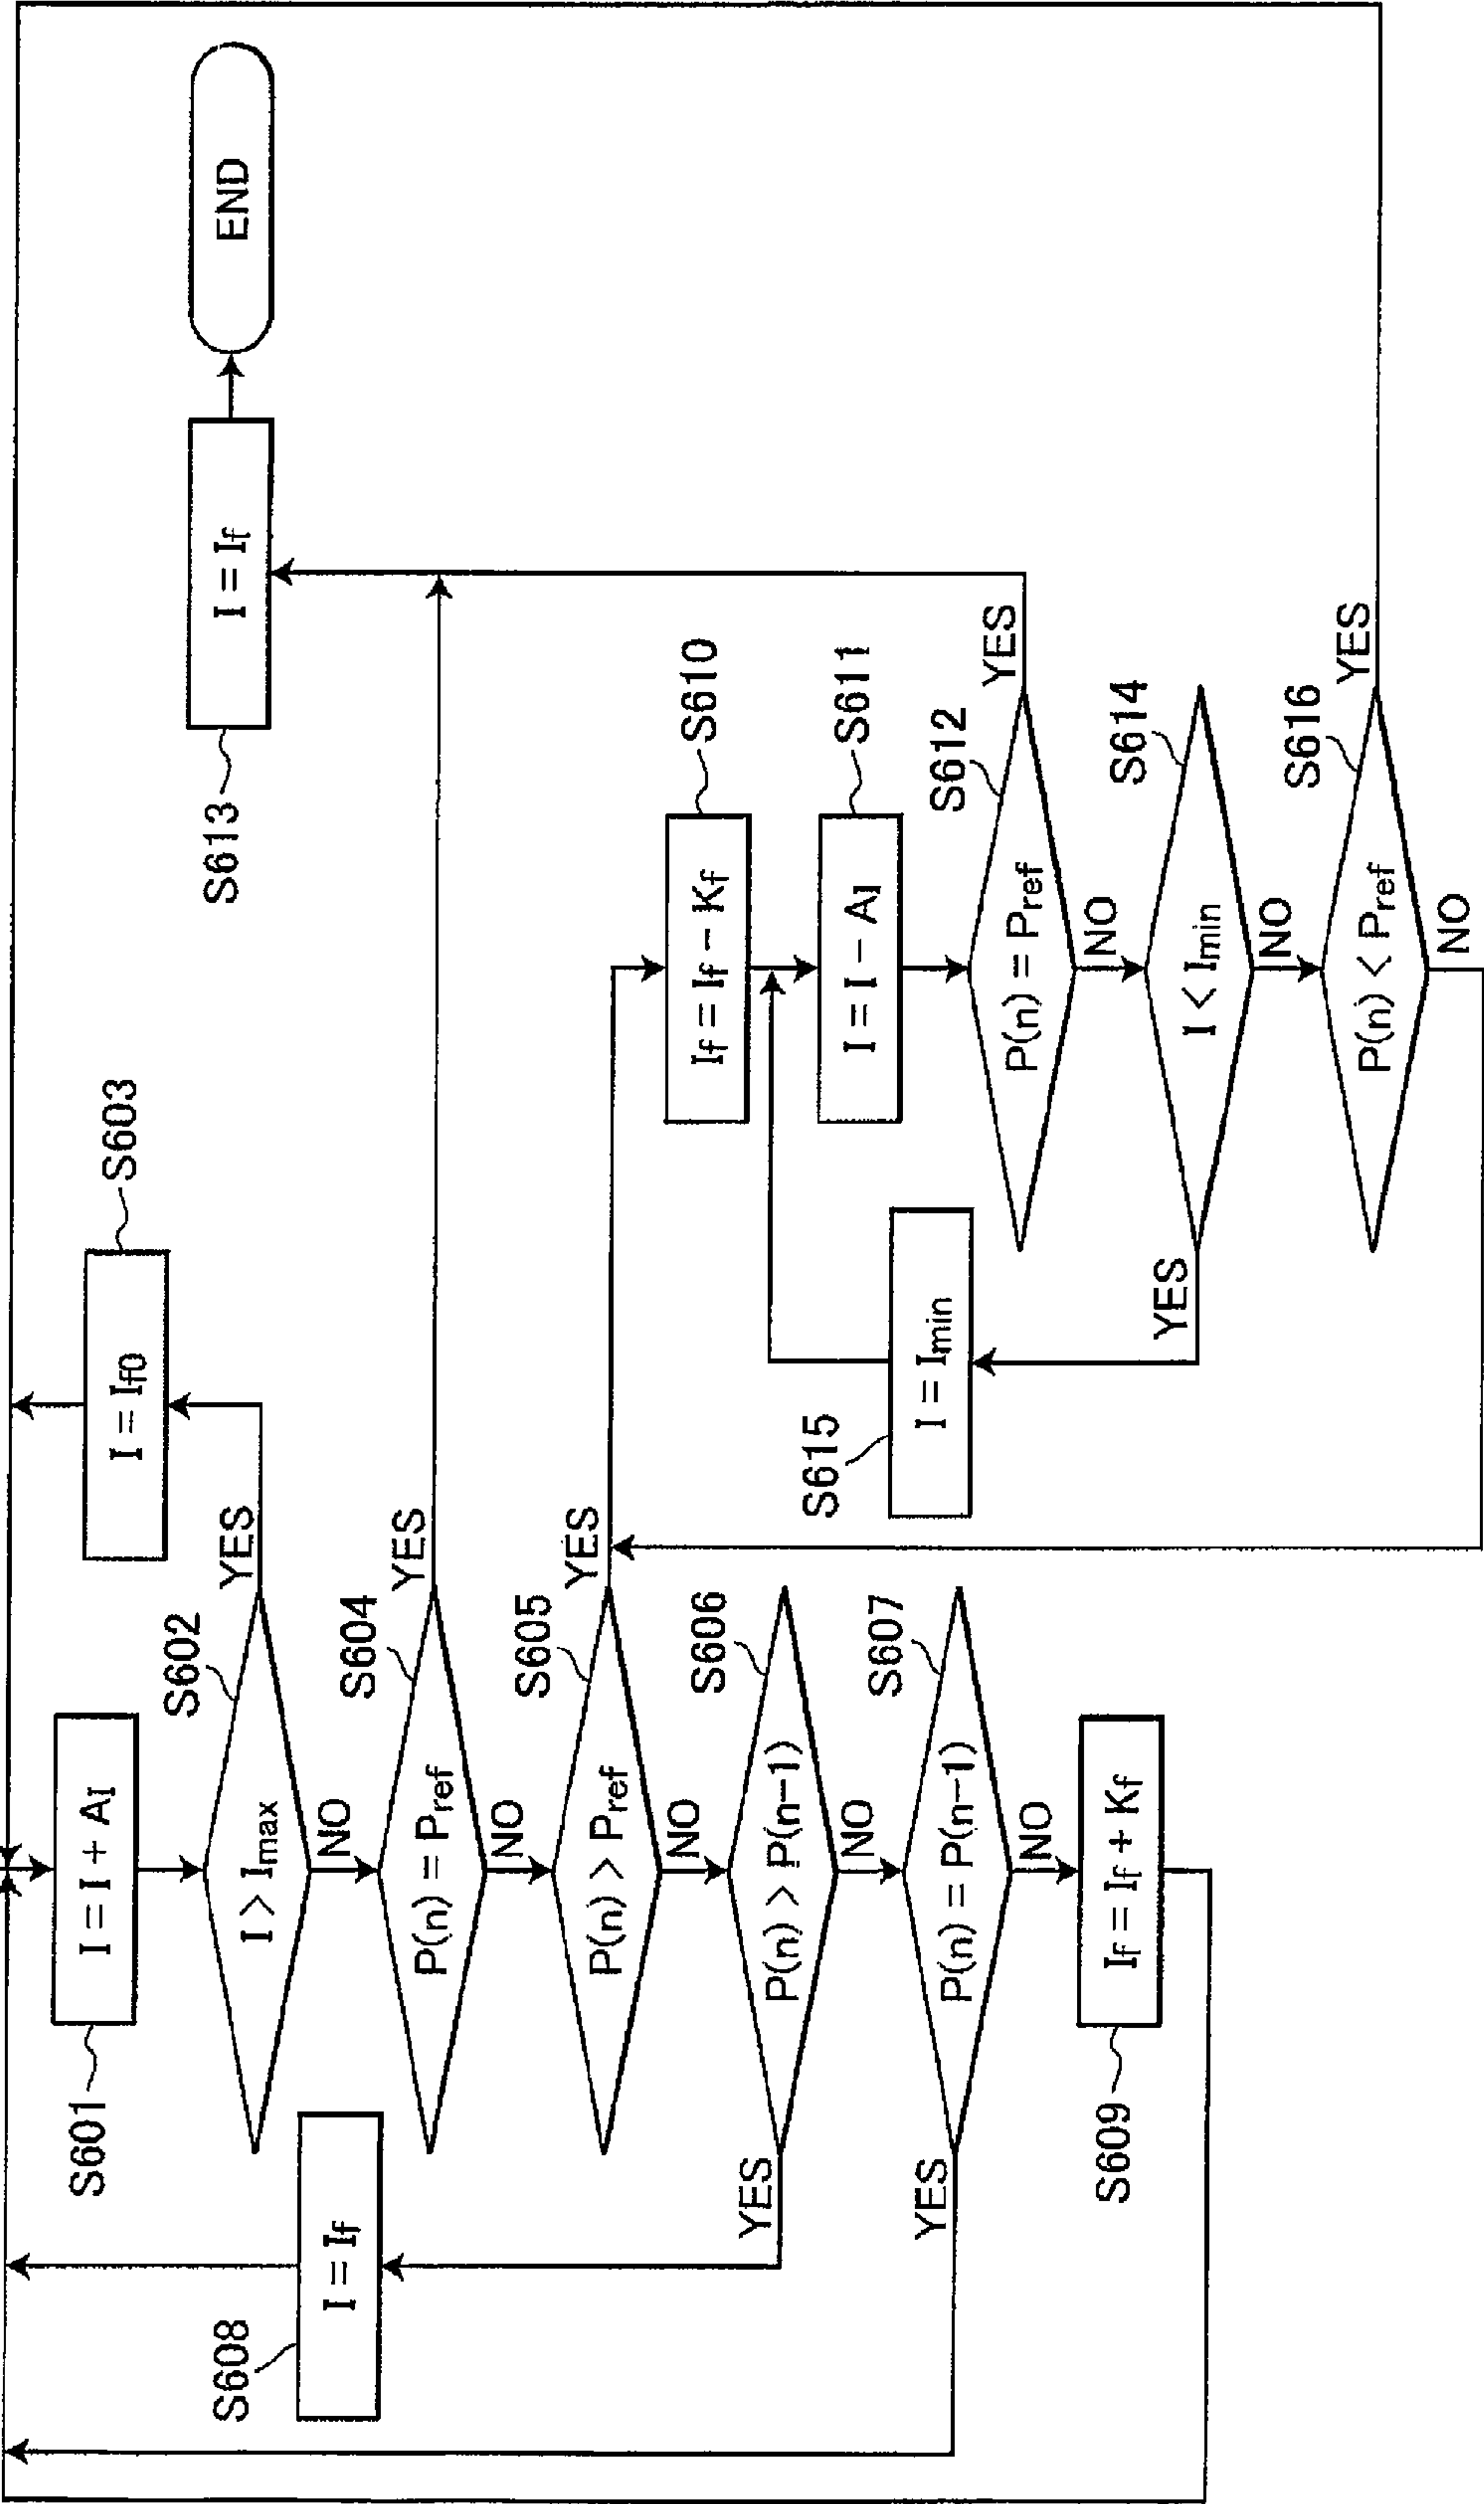 S601
I = I + AI
S602
I > Imax
YES
NO
S603
I = If0
S604
P(n) = Pref
YES
NO
S605
P(n) > Pref
YES
NO
S606
P(n) > P(n−1)
YES
NO
S608
I = If
S607
P(n) = P(n−1)
YES
NO
S609
If = If + Kf
S610
If = If − Kf
S611
I = I − AI
S612
P(n) = Pref
YES
NO
S614
I < Imin
YES
NO
S615
I = Imin
S616
P(n) < Pref
YES
NO
S613
I = If
END